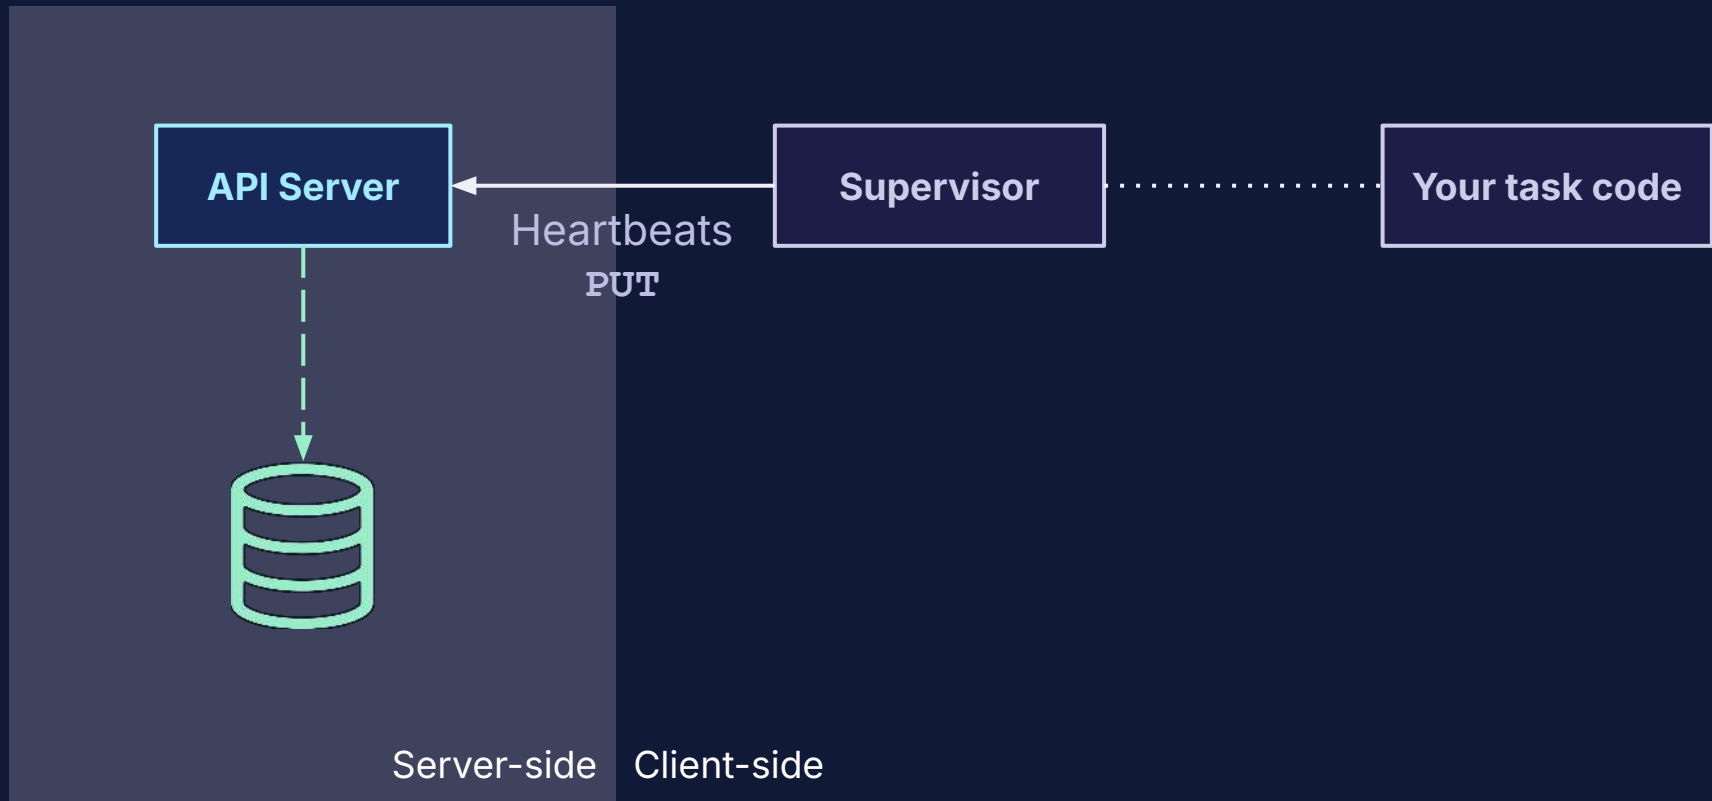 API Server
Supervisor
Your task code
Heartbeats
PUT
Server-side
Client-side